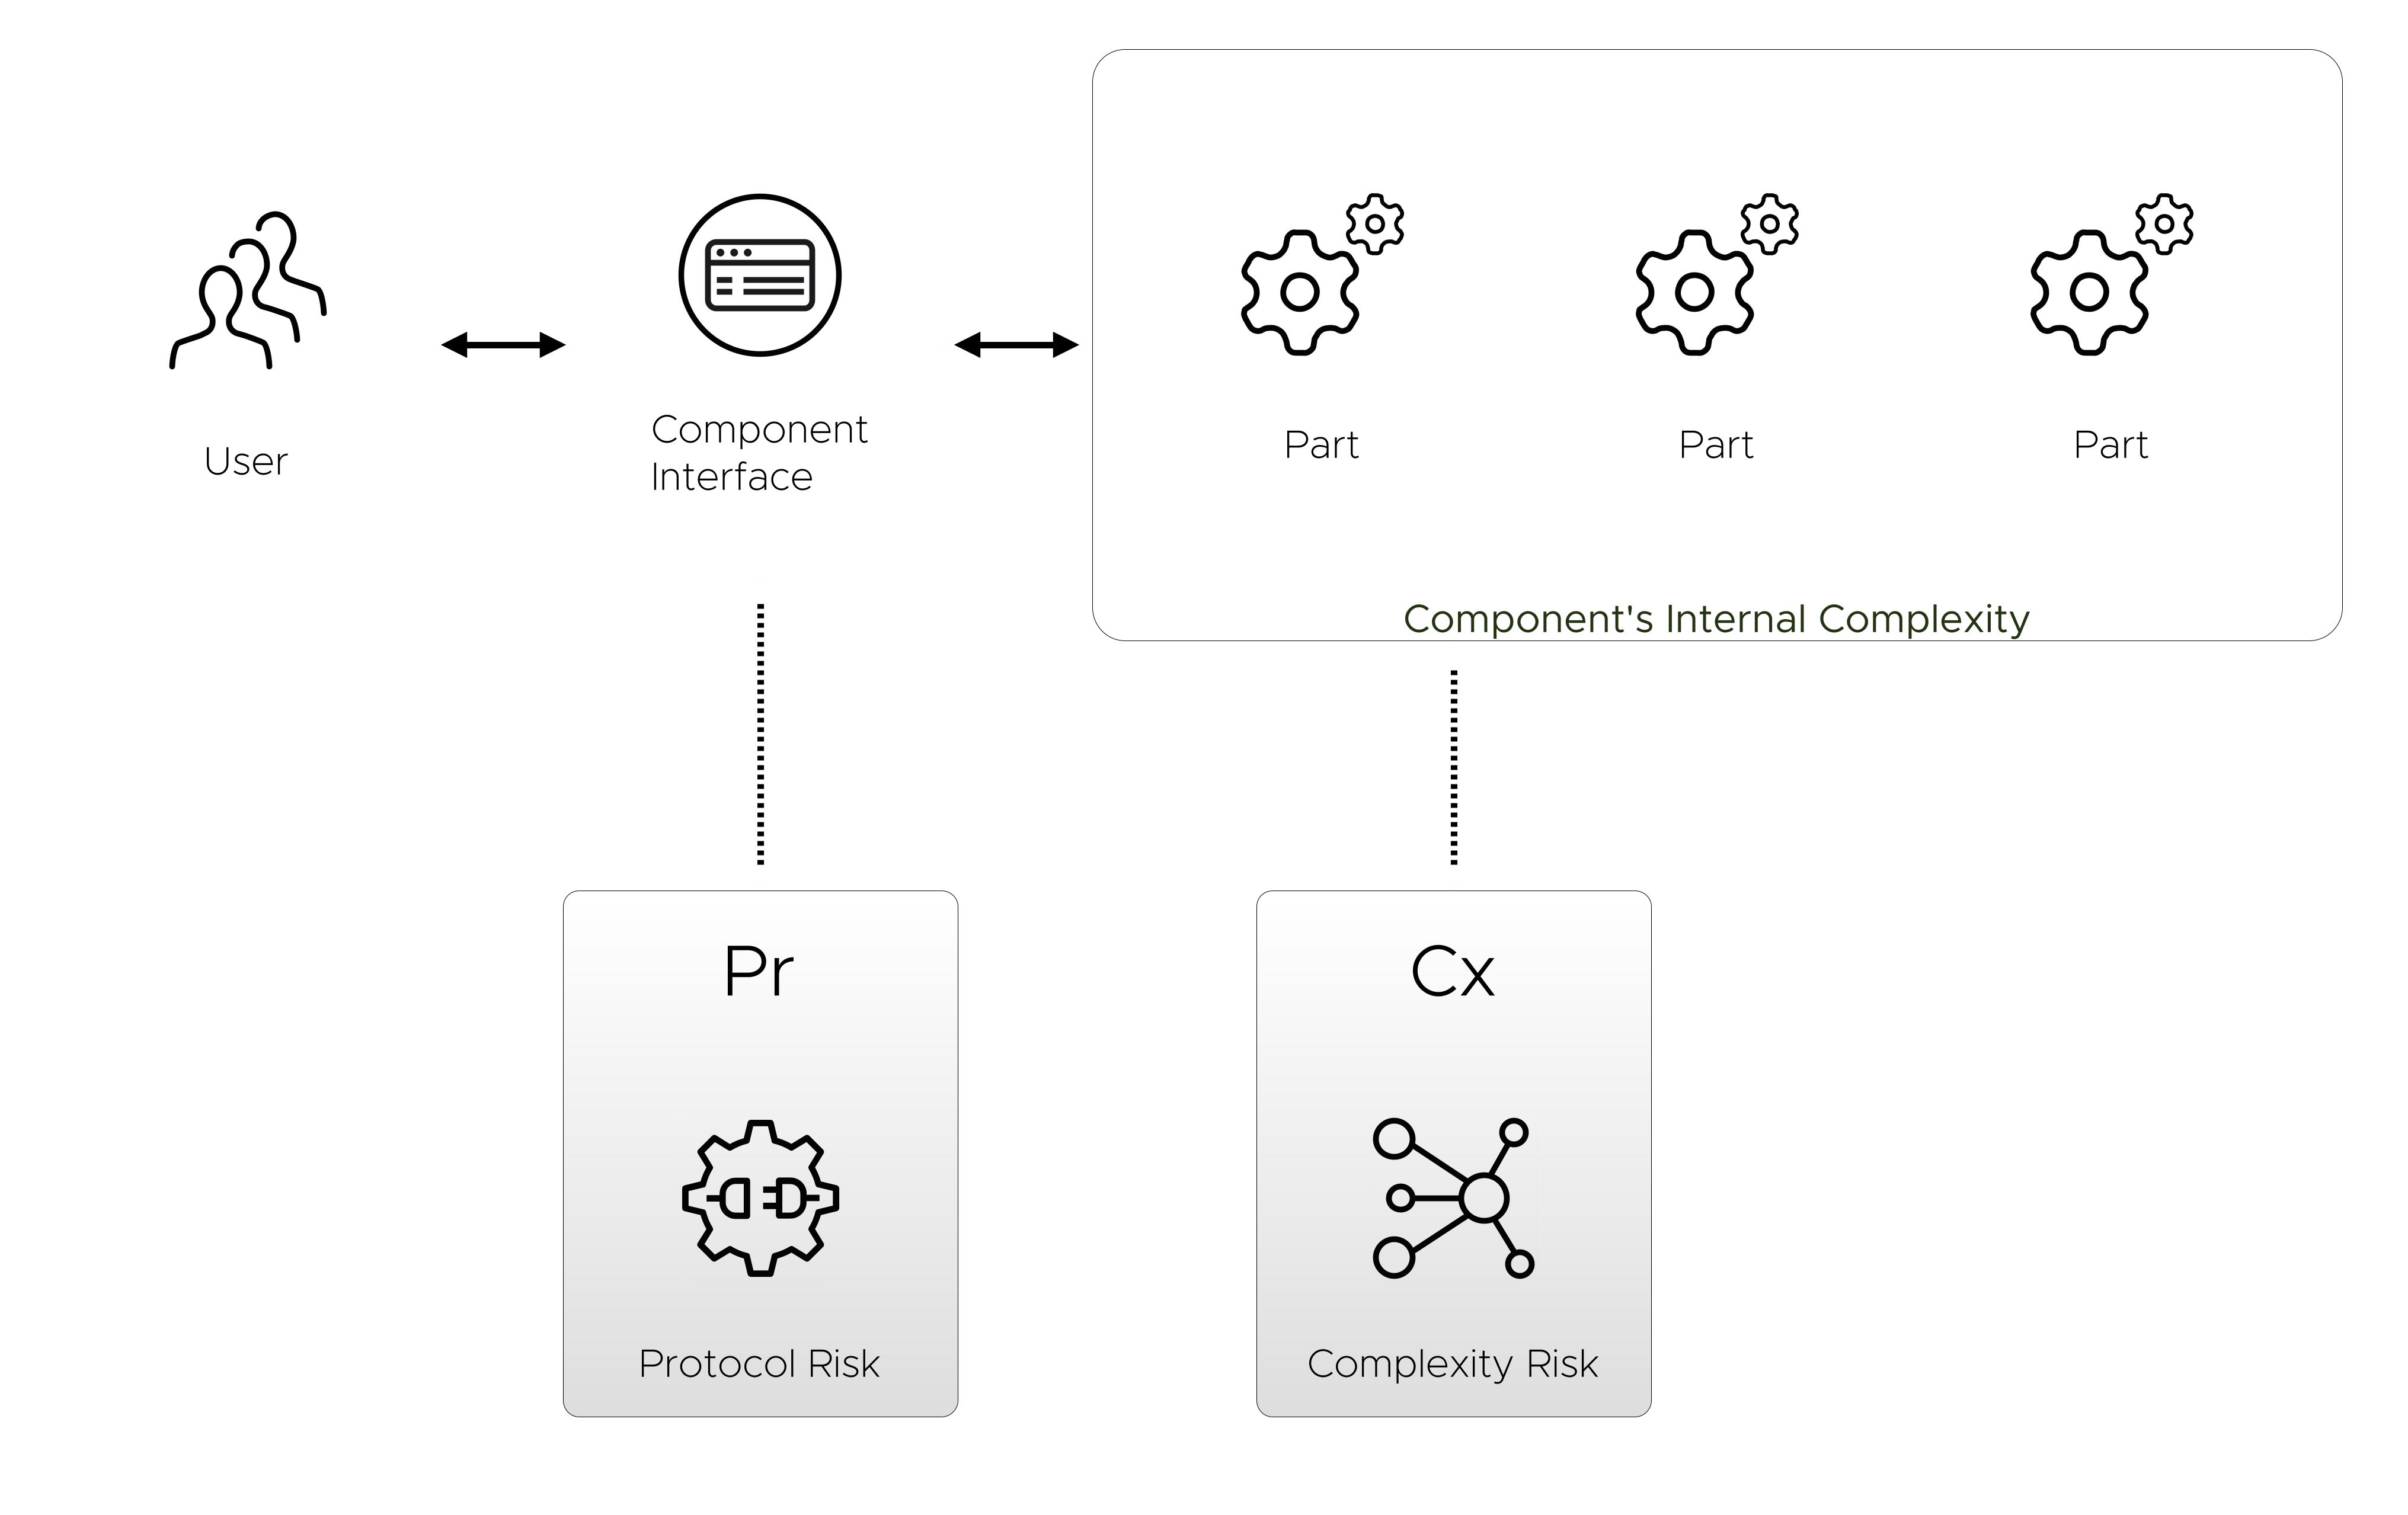 User
Component
Interface
Part
Part
Part
Component's Internal Complexity
Pr
Protocol Risk
Cx
Complexity Risk